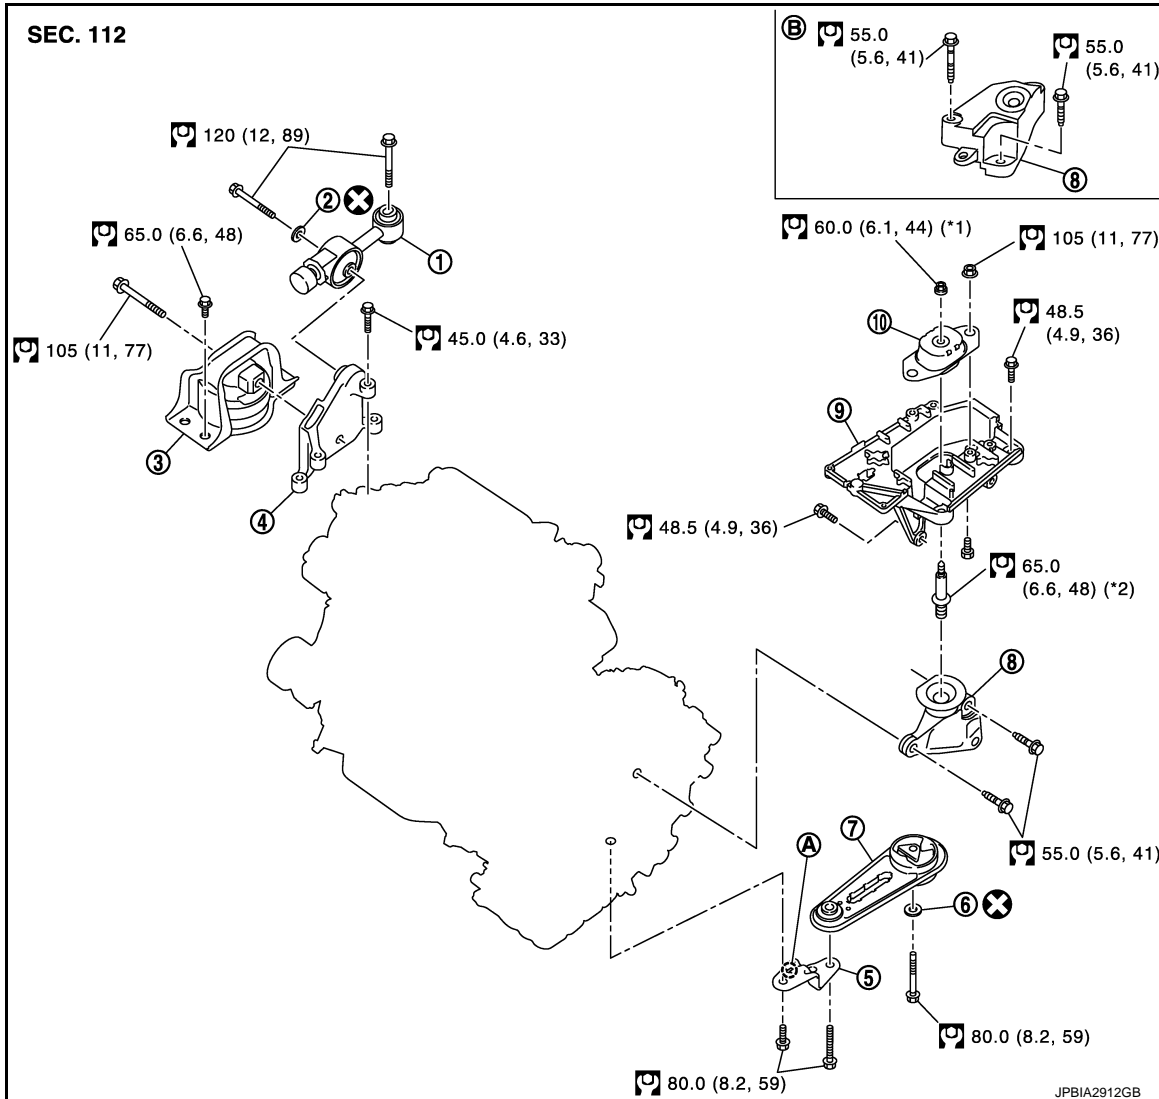 SEC. 112
B
55.0
(5.6, 41)
55.0
(5.6, 41)
8
120 (12, 89)
2
65.0 (6.6, 48)
1
105 (11, 77)
45.0 (4.6, 33)
3
4
60.0 (6.1, 44) (*1)
105 (11, 77)
10
48.5
(4.9, 36)
9
48.5 (4.9, 36)
65.0
(6.6, 48) (*2)
8
55.0 (5.6, 41)
7
A
6
5
80.0 (8.2, 59)
80.0 (8.2, 59)
JPBIA2912GB